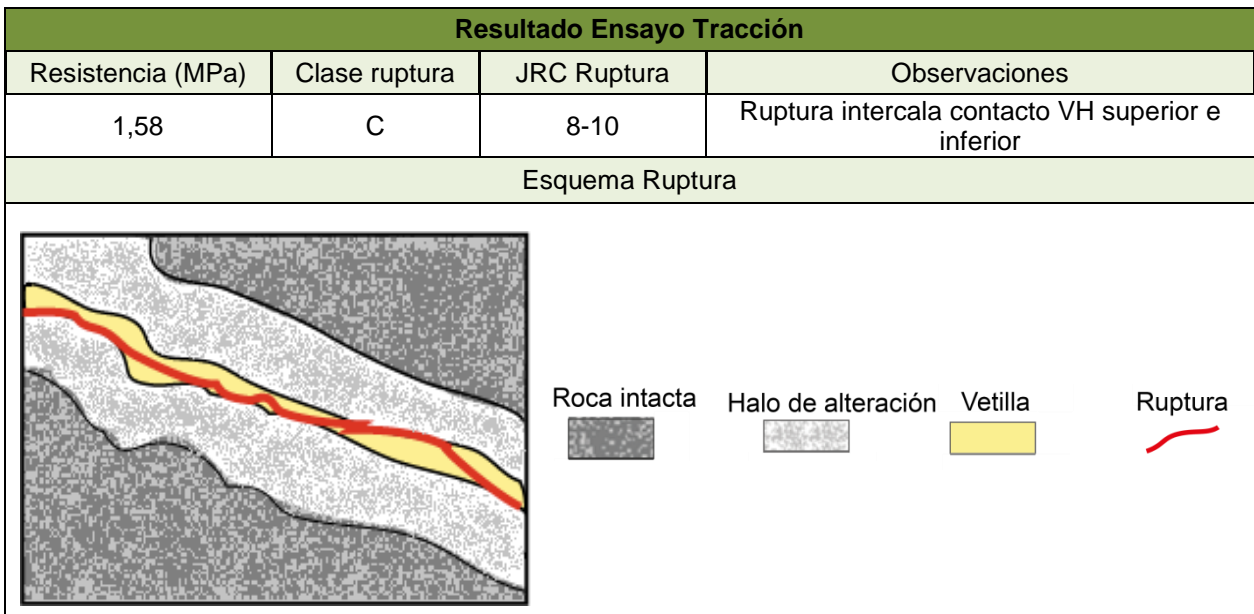 Resultado Ensayo Tracción
Resistencia (MPa) Clase ruptura JRC Ruptura Observaciones
1,58 C 8-10 Ruptura intercala contacto VH superior e
inferior
Esquema Ruptura
Roca intacta Halo de alteración Vetilla Ruptura